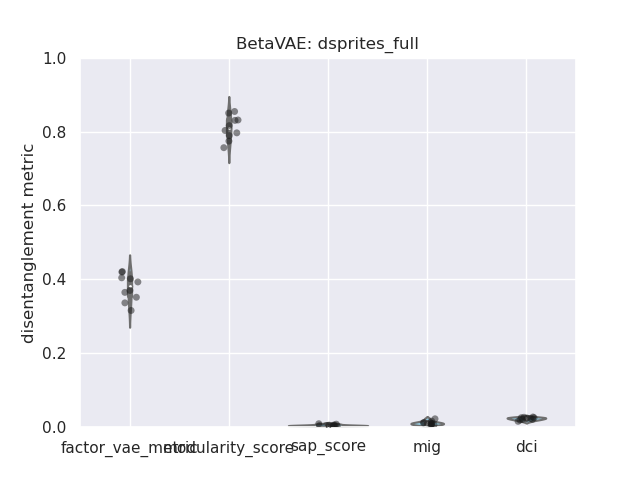 BetaVAE: dsprites_full
disentanglement metric
1.0
0.8
0.6
0.4
0.2
0.0
factor_vae_metric modularity_score sap_score mig dci